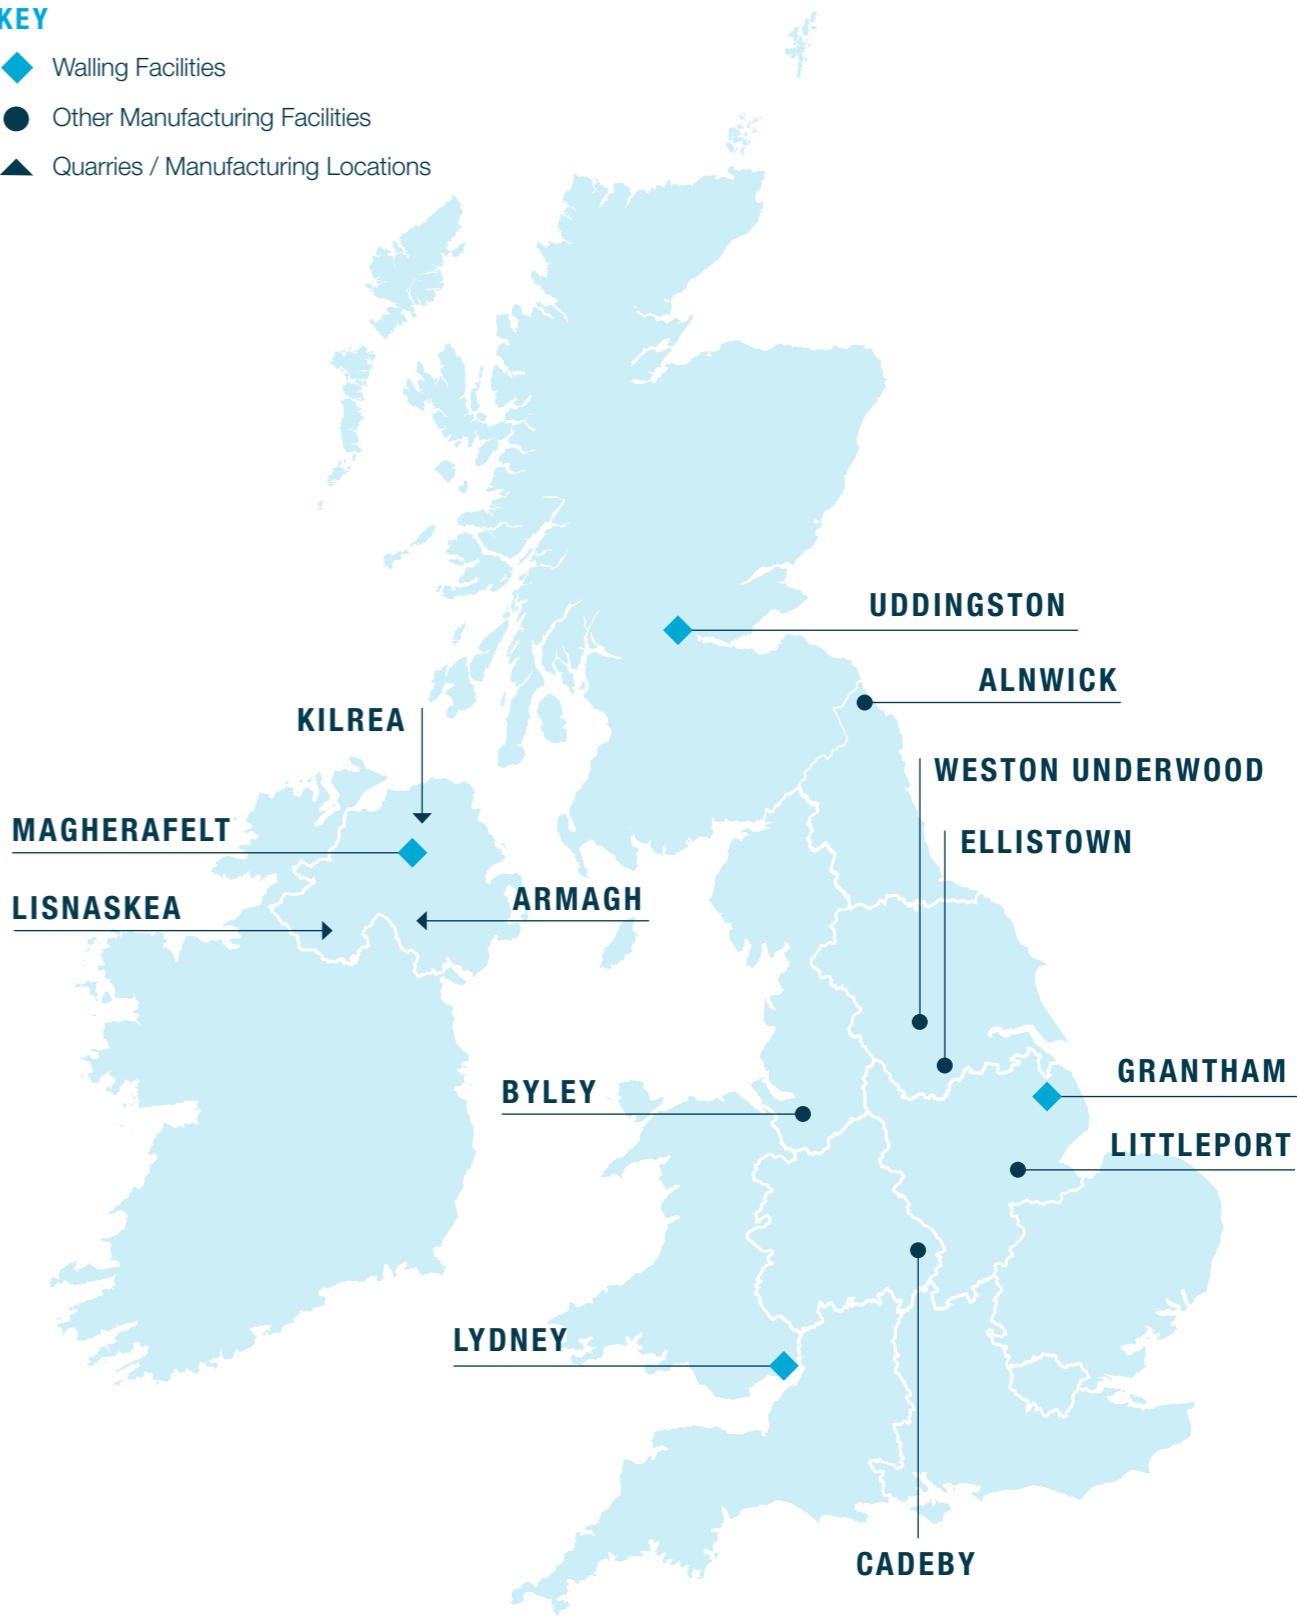 KEY
Walling Facilities
Other Manufacturing Facilities
Quarries / Manufacturing Locations
UDDINGSTON
ALNWICK
KILREA
WESTON UNDERWOOD
MAGHERAFELT
ELLISTOWN
LISNASKEA
ARMAGH
GRANTHAM
BYLEY
LITTLEPORT
LYDNEY
CADEBY